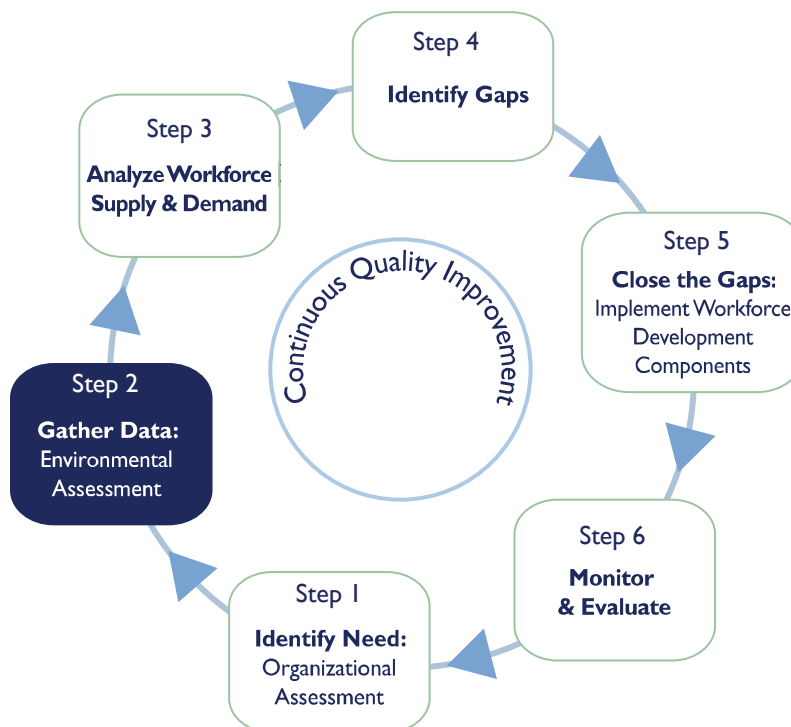 Step 1
Identify Need:
Organizational
Assessment
Step 2
Gather Data:
Environmental
Assessment
Step 3
Analyze Workforce
Supply & Demand
Step 4
Identify Gaps
Step 5
Close the Gaps:
Implement Workforce
Development
Components
Step 6
Monitor
& Evaluate
Continuous Quality Improvement